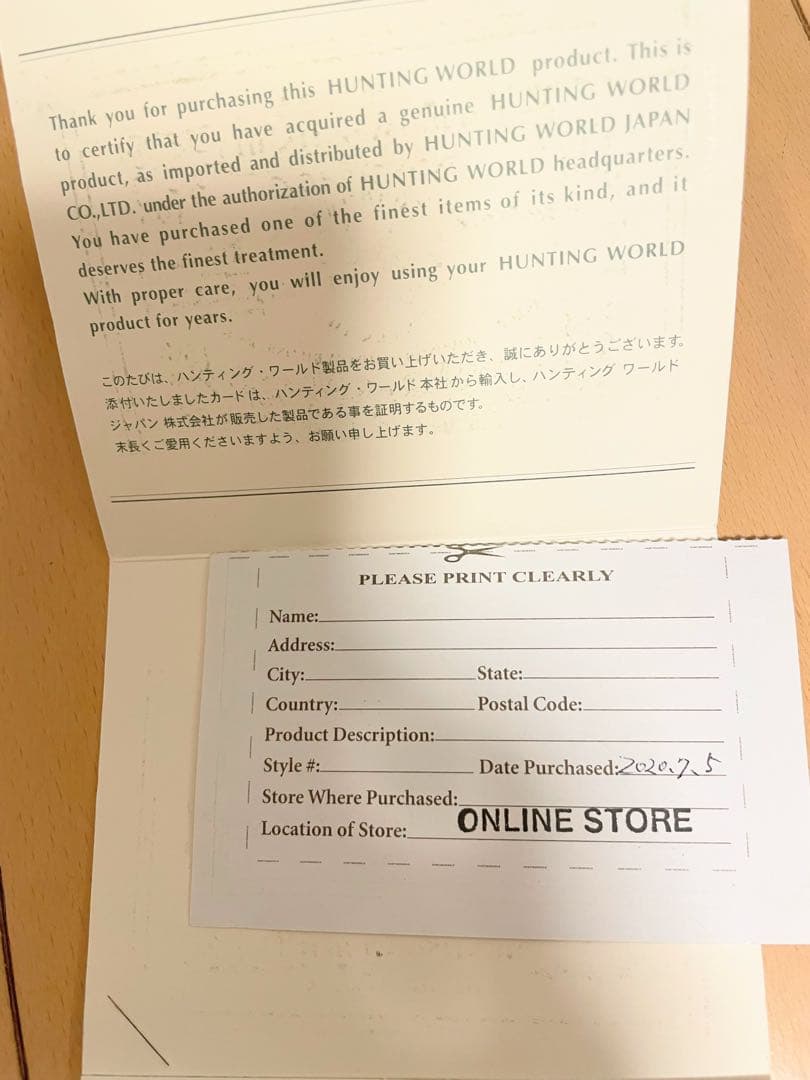 Thank you for purchasing this HUNTING WORLD product. This is
to certify that you have acquired a genuine HUNTING WORLD
product, as imported and distributed by HUNTING WORLD JAPAN
CO.,LTD. under the authorization of HUNTING WORLD headquarters.
You have purchased one of the finest items of its kind, and it
deserves the finest treatment.
With proper care, you will enjoy using your HUNTING WORLD
product for years.
このたびは、ハンティング・ワールド製品をお買い上げいただき、誠にありがとうございます。
添付いたしましたカードは、ハンティング・ワールド本社から輸入し、ハンティング ワールド
ジャパン株式会社が販売した製品である事を証明するものです。
末長くご愛用くださいますよう、お願い申し上げます。
PLEASE PRINT CLEARLY
Name:
Address:
City: State:
Country: Postal Code:
Product Description:
Style #: Date Purchased: 2020.7.5
Store Where Purchased:
Location of Store: ONLINE STORE